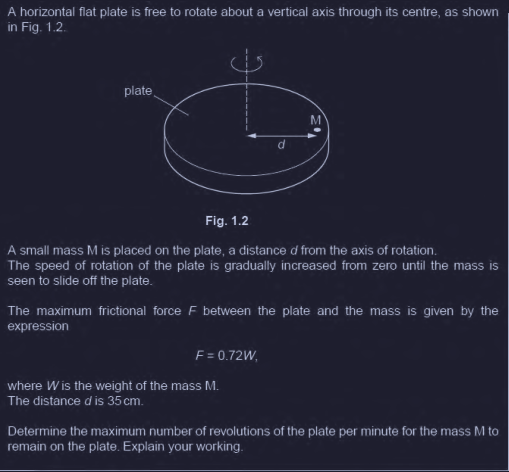 A horizontal flat plate is free to rotate about a vertical axis through its centre, as shown
in Fig. 1.2.
plate
M
d
Fig. 1.2
A small mass M is placed on the plate, a distance d from the axis of rotation.
The speed of rotation of the plate is gradually increased from zero until the mass is
seen to slide off the plate.
The maximum frictional force F between the plate and the mass is given by the
expression
F = 0.72W,
where W is the weight of the mass M.
The distance d is 35 cm.
Determine the maximum number of revolutions of the plate per minute for the mass M to
remain on the plate. Explain your working.